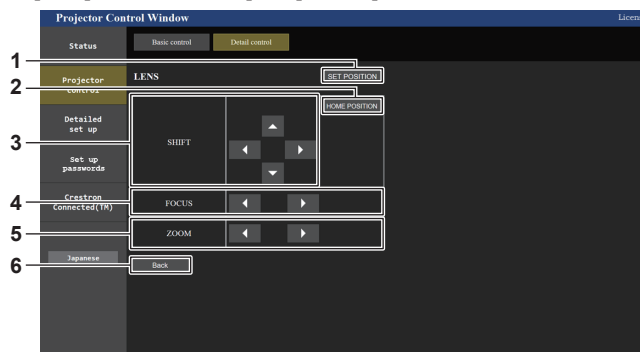 Projector Control Window
Licen
Status
Basic control
Detail control
1
LENS
SET POSITION
Projector
control
2
HOME POSITION
Detailed
set up
3
SHIFT
Set up
passwords
Crestron
Connected(TM)
4
FOCUS
5
ZOOM
Japanese
6
Back